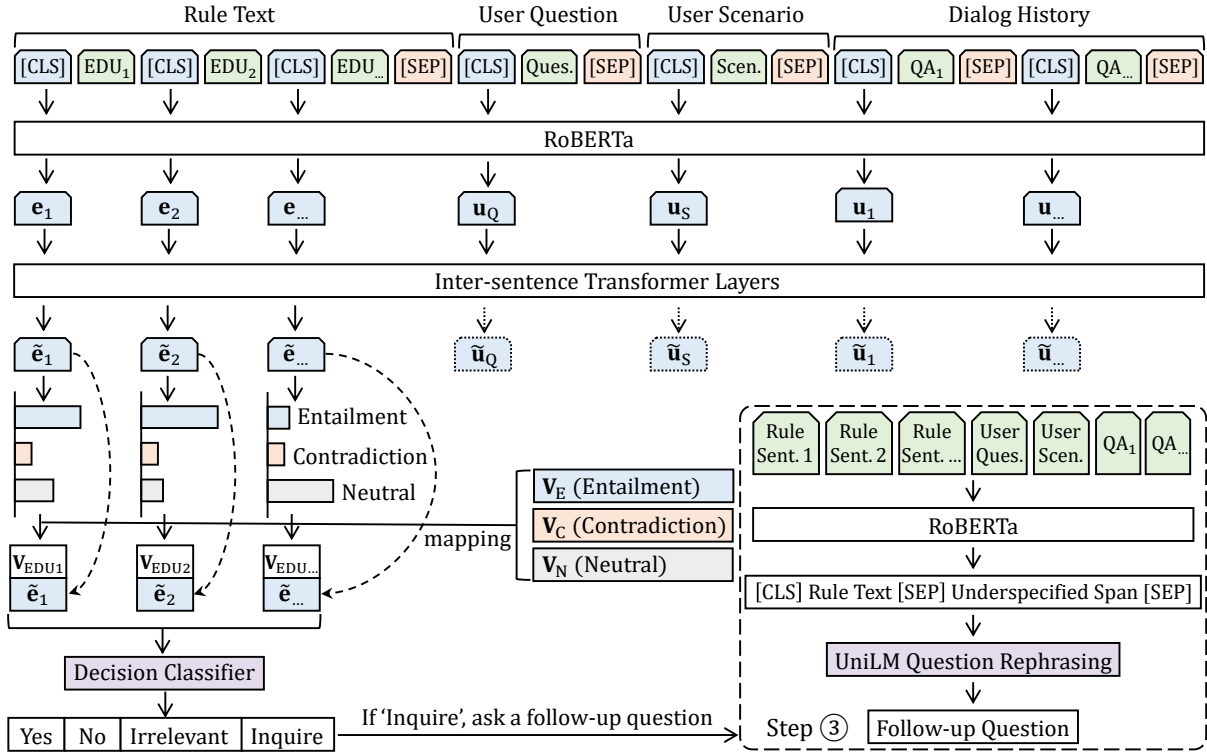 Rule Text User Question User Scenario Dialog History
[CLS] EDU1 [CLS] EDU2 [CLS] EDU... [SEP] [CLS] Ques. [SEP] [CLS] Scen. [SEP] [CLS] QA1 [SEP] [CLS] QA... [SEP]
RoBERTa
e1 e2 e... uQ uS u1 u...
Inter-sentence Transformer Layers
ẽ1 ẽ2 ẽ... ũQ ũS ũ1 ũ...
Entailment
Contradiction
Neutral
mapping
VE (Entailment)
VC (Contradiction)
VN (Neutral)
VEDU1 VEDU2 VEDU...
ẽ1 ẽ2 ẽ...
Decision Classifier
Yes No Irrelevant Inquire
If ‘Inquire’, ask a follow-up question
Rule Sent. 1
Rule Sent. 2
Rule Sent. ...
User Ques.
User Scen.
QA1
QA...
RoBERTa
[CLS] Rule Text [SEP] Underspecified Span [SEP]
UniLM Question Rephrasing
Step ③ Follow-up Question